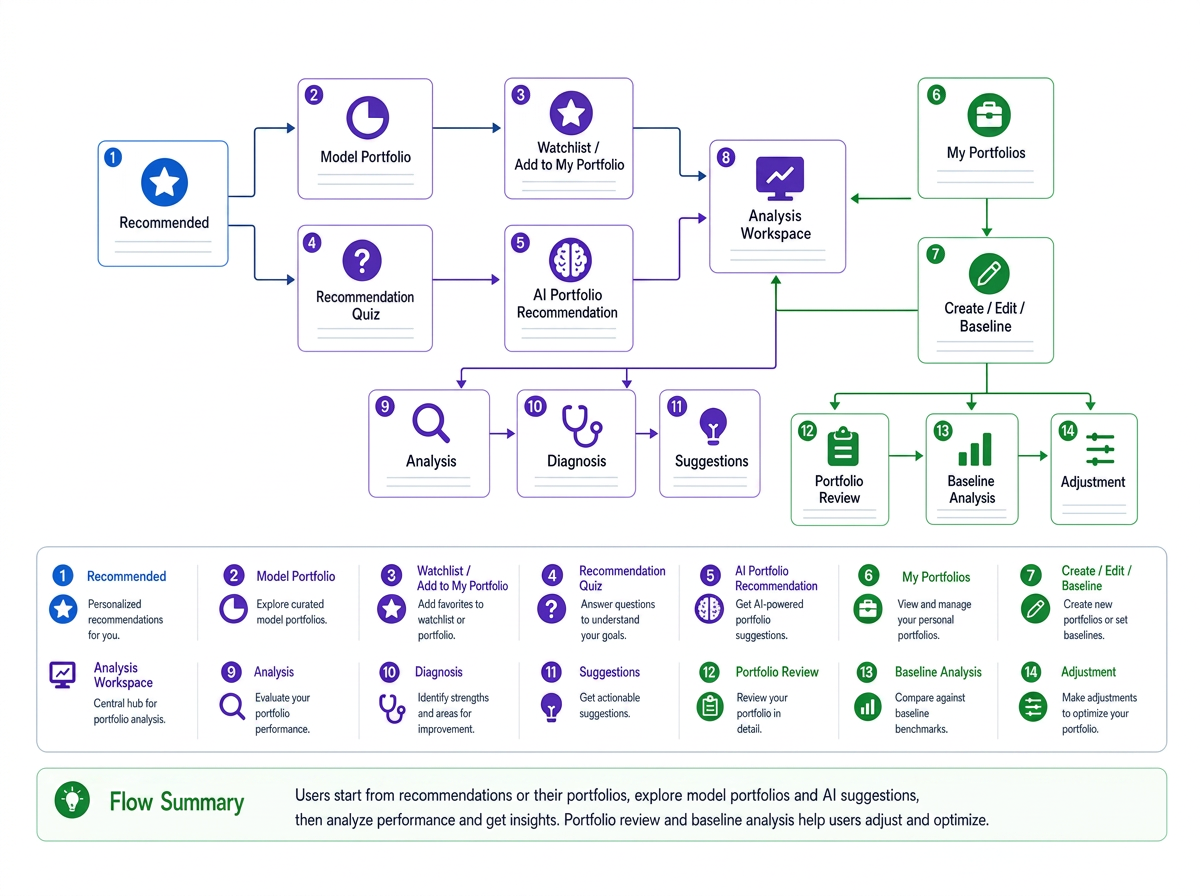 1
Recommended
2
Model Portfolio
3
Watchlist /
Add to My Portfolio
4
Recommendation
Quiz
5
AI Portfolio
Recommendation
8
Analysis
Workspace
6
My Portfolios
7
Create / Edit /
Baseline
9
Analysis
10
Diagnosis
11
Suggestions
12
Portfolio
Review
13
Baseline
Analysis
14
Adjustment
1 Recommended
Personalized
recommendations
for you.
2 Model Portfolio
Explore curated
model portfolios.
3 Watchlist /
Add to My Portfolio
Add favorites to
watchlist or
portfolio.
4 Recommendation
Quiz
Answer questions
to understand
your goals.
5 AI Portfolio
Recommendation
Get AI-powered
portfolio
suggestions.
6 My Portfolios
View and manage
your personal
portfolios.
7 Create / Edit /
Baseline
Create new
portfolios or set
baselines.
Analysis
Workspace
Central hub for
portfolio analysis.
9 Analysis
Evaluate your
portfolio
performance.
10 Diagnosis
Identify strengths
and areas for
improvement.
11 Suggestions
Get actionable
suggestions.
12 Portfolio Review
Review your
portfolio in
detail.
13 Baseline Analysis
Compare against
baseline
benchmarks.
14 Adjustment
Make adjustments
to optimize your
portfolio.
Flow Summary
Users start from recommendations or their portfolios, explore model portfolios and AI suggestions,
then analyze performance and get insights. Portfolio review and baseline analysis help users adjust and optimize.